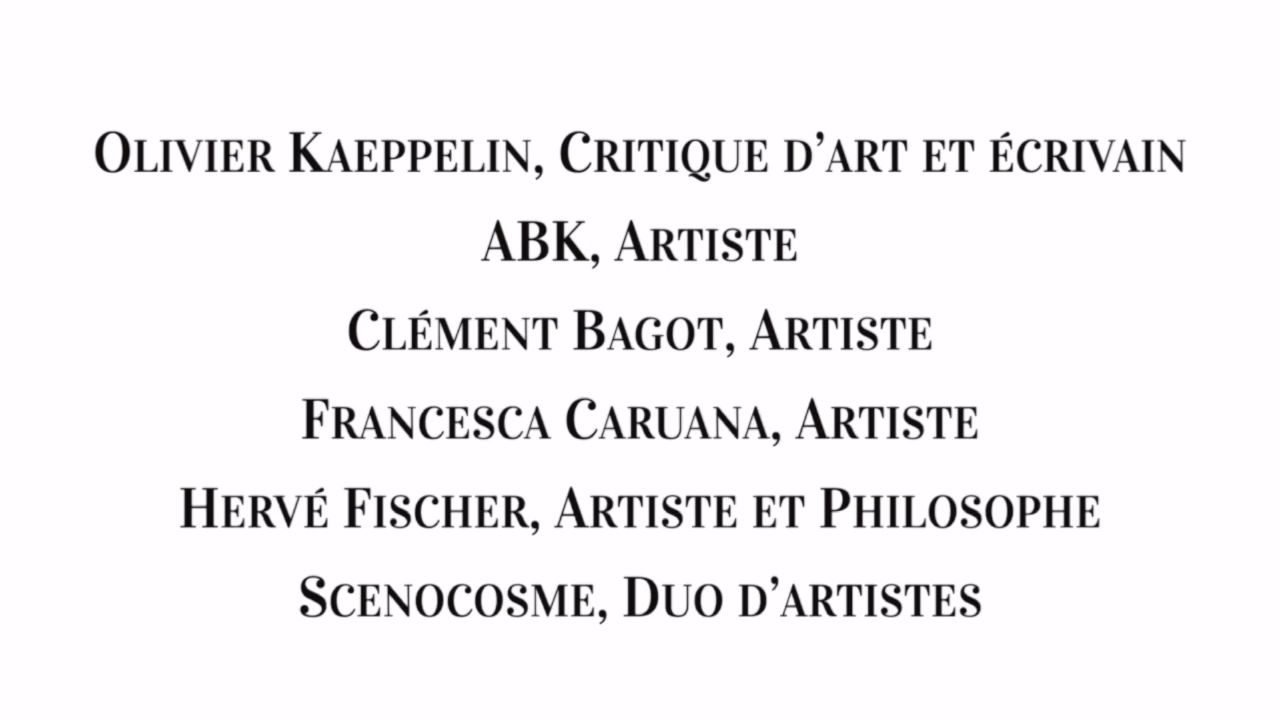 Olivier Kaeppelin, Critique d’art et écrivain
ABK, Artiste
Clément Bagot, Artiste
Francesca Caruana, Artiste
Hervé Fischer, Artiste et Philosophe
Scenocosme, Duo d’artistes